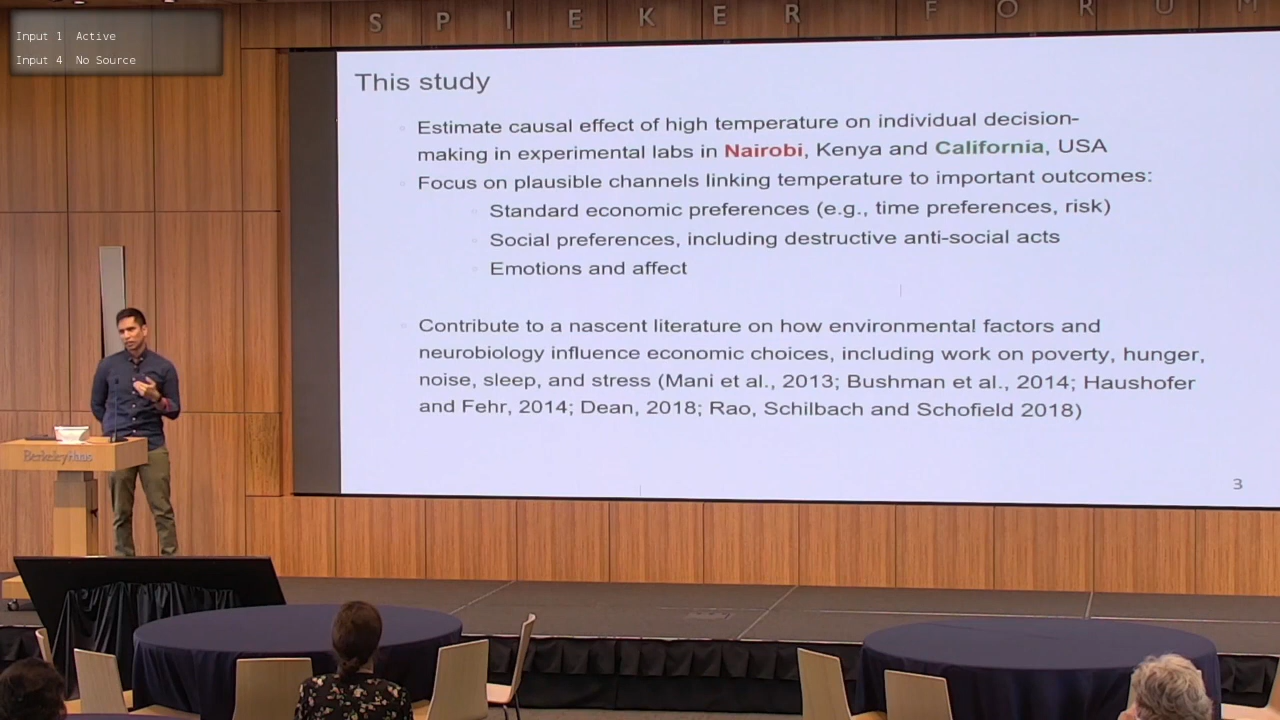 SPIEKER FORUM
Input 1 Active
Input 4 No Source
This study
Estimate causal effect of high temperature on individual decision-
making in experimental labs in Nairobi, Kenya and California, USA
Focus on plausible channels linking temperature to important outcomes:
Standard economic preferences (e.g., time preferences, risk)
Social preferences, including destructive anti-social acts
Emotions and affect
Contribute to a nascent literature on how environmental factors and
neurobiology influence economic choices, including work on poverty, hunger,
noise, sleep, and stress (Mani et al., 2013; Bushman et al., 2014; Haushofer
and Fehr, 2014; Dean, 2018; Rao, Schilbach and Schofield 2018)
3
BerkeleyHaas